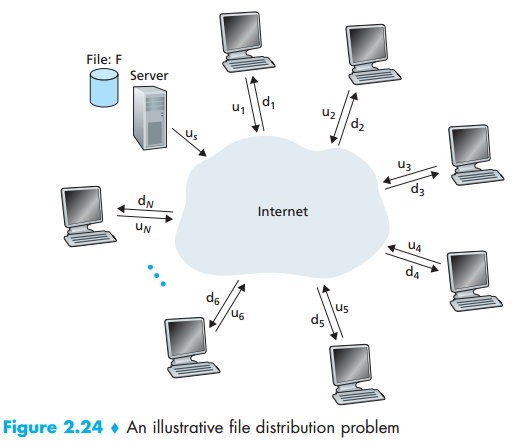 File: F
Server
u1
d1
u2
d2
us
u3
d3
dN
uN
Internet
u4
d4
d6
u6
u5
d5
Figure 2.24 ♦ An illustrative file distribution problem